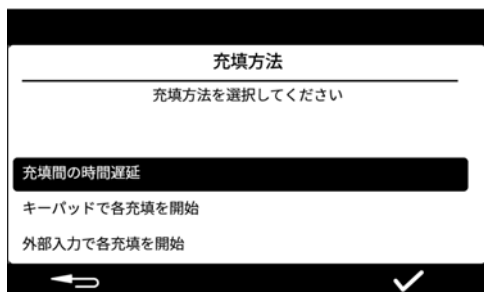 充填方法
充填方法を選択してください
充填間の時間遅延
キーパッドで各充填を開始
外部入力で各充填を開始